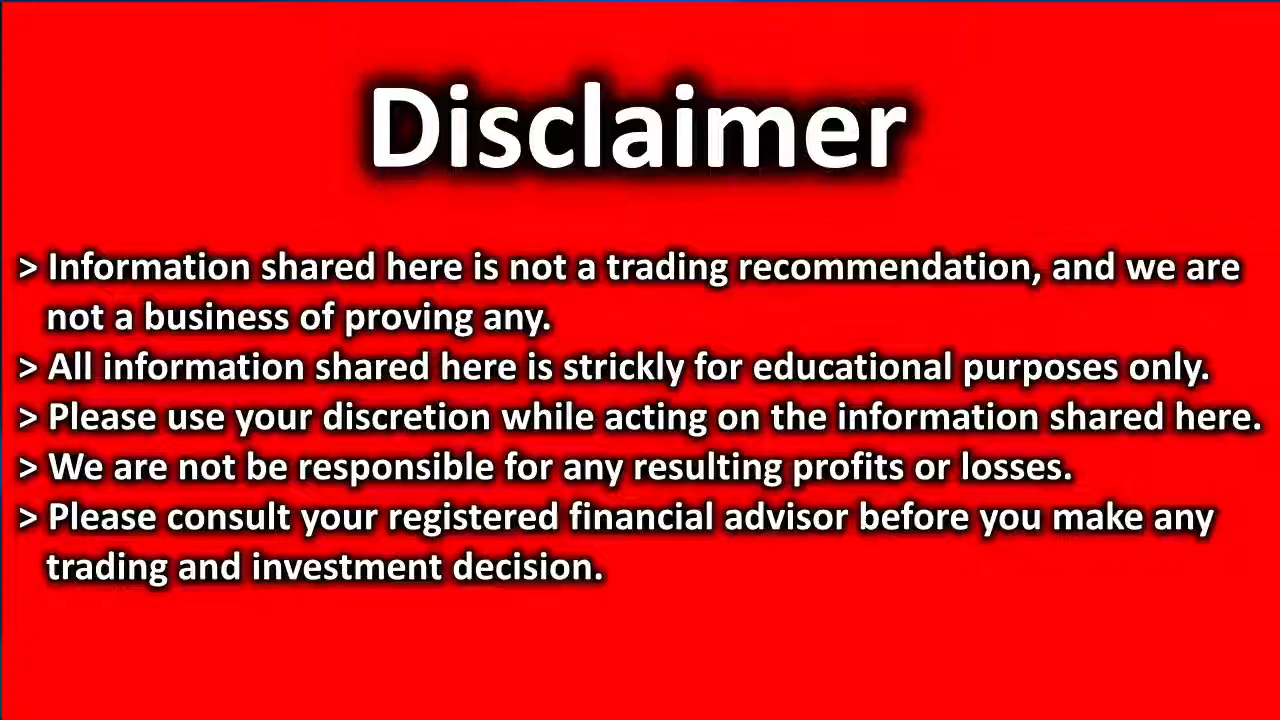 Disclaimer
> Information shared here is not a trading recommendation, and we are
not a business of proving any.
> All information shared here is strickly for educational purposes only.
> Please use your discretion while acting on the information shared here.
> We are not be responsible for any resulting profits or losses.
> Please consult your registered financial advisor before you make any
trading and investment decision.